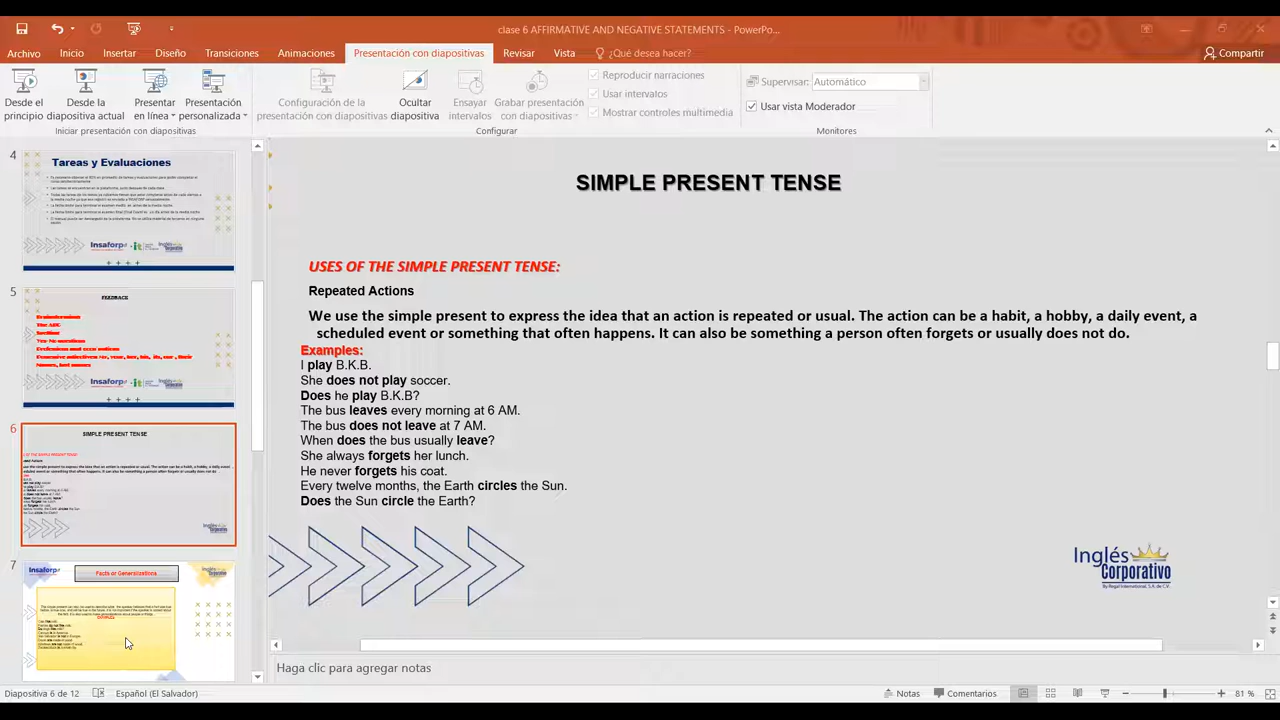 clase 6 AFFIRMATIVE AND NEGATIVE STATEMENTS - PowerPo...
Archivo Inicio Insertar Diseño Transiciones Animaciones Presentación con diapositivas Revisar Vista ¿Qué desea hacer? Compartir
Desde el principio
Desde la diapositiva actual
Presentar en línea
Presentación personalizada
Iniciar presentación con diapositivas
Configuración de la presentación con diapositivas
Ocultar diapositiva
Ensayar intervalos
Grabar presentación con diapositivas
Reproducir narraciones
Usar intervalos
Mostrar controles multimedia
Configurar
Supervisar: Automático
Usar vista Moderador
Monitores
4
Tareas y Evaluaciones
Insaforp
5
FEEDBACK
Insaforp
6
SIMPLE PRESENT TENSE
7
Insaforp
Facts or Generalizations
SIMPLE PRESENT TENSE
USES OF THE SIMPLE PRESENT TENSE:
Repeated Actions
We use the simple present to express the idea that an action is repeated or usual. The action can be a habit, a hobby, a daily event, a
scheduled event or something that often happens. It can also be something a person often forgets or usually does not do.
Examples:
I play B.K.B.
She does not play soccer.
Does he play B.K.B?
The bus leaves every morning at 6 AM.
The bus does not leave at 7 AM.
When does the bus usually leave?
She always forgets her lunch.
He never forgets his coat.
Every twelve months, the Earth circles the Sun.
Does the Sun circle the Earth?
Inglés
Corporativo
By Regal International, S.A. de C.V.
Haga clic para agregar notas
Diapositiva 6 de 12 Español (El Salvador) Notas Comentarios 81 %